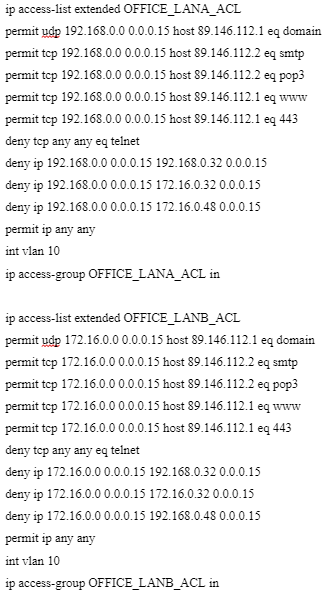 ip access-list extended OFFICE_LANA_ACL
permit udp 192.168.0.0 0.0.0.15 host 89.146.112.1 eq domain
permit tcp 192.168.0.0 0.0.0.15 host 89.146.112.2 eq smtp
permit tcp 192.168.0.0 0.0.0.15 host 89.146.112.2 eq pop3
permit tcp 192.168.0.0 0.0.0.15 host 89.146.112.1 eq www
permit tcp 192.168.0.0 0.0.0.15 host 89.146.112.1 eq 443
deny tcp any any eq telnet
deny ip 192.168.0.0 0.0.0.15 192.168.0.32 0.0.0.15
deny ip 192.168.0.0 0.0.0.15 172.16.0.32 0.0.0.15
deny ip 192.168.0.0 0.0.0.15 172.16.0.48 0.0.0.15
permit ip any any
int vlan 10
ip access-group OFFICE_LANA_ACL in
ip access-list extended OFFICE_LANB_ACL
permit udp 172.16.0.0 0.0.0.15 host 89.146.112.1 eq domain
permit tcp 172.16.0.0 0.0.0.15 host 89.146.112.2 eq smtp
permit tcp 172.16.0.0 0.0.0.15 host 89.146.112.2 eq pop3
permit tcp 172.16.0.0 0.0.0.15 host 89.146.112.1 eq www
permit tcp 172.16.0.0 0.0.0.15 host 89.146.112.1 eq 443
deny tcp any any eq telnet
deny ip 172.16.0.0 0.0.0.15 192.168.0.32 0.0.0.15
deny ip 172.16.0.0 0.0.0.15 172.16.0.32 0.0.0.15
deny ip 172.16.0.0 0.0.0.15 192.168.0.48 0.0.0.15
permit ip any any
int vlan 10
ip access-group OFFICE_LANB_ACL in